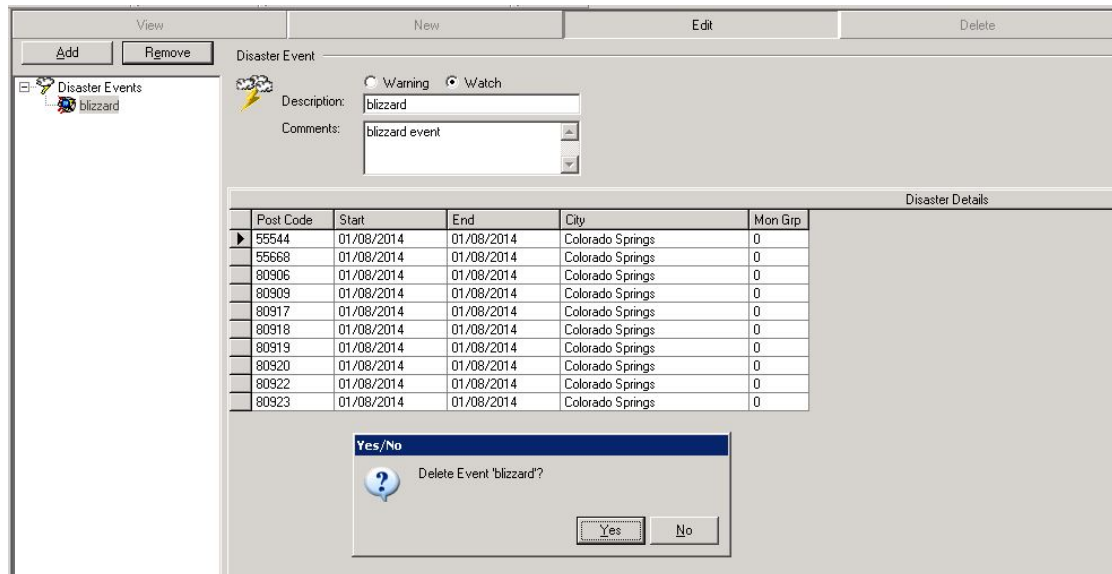 View New Edit Delete
Add Remove Disaster Event
Disaster Events
blizzard
Warning Watch
Description: blizzard
Comments: blizzard event
Disaster Details
Post Code Start End City Mon Grp
55544 01/08/2014 01/08/2014 Colorado Springs 0
55668 01/08/2014 01/08/2014 Colorado Springs 0
80906 01/08/2014 01/08/2014 Colorado Springs 0
80909 01/08/2014 01/08/2014 Colorado Springs 0
80917 01/08/2014 01/08/2014 Colorado Springs 0
80918 01/08/2014 01/08/2014 Colorado Springs 0
80919 01/08/2014 01/08/2014 Colorado Springs 0
80920 01/08/2014 01/08/2014 Colorado Springs 0
80922 01/08/2014 01/08/2014 Colorado Springs 0
80923 01/08/2014 01/08/2014 Colorado Springs 0
Yes/No
Delete Event 'blizzard'?
Yes No